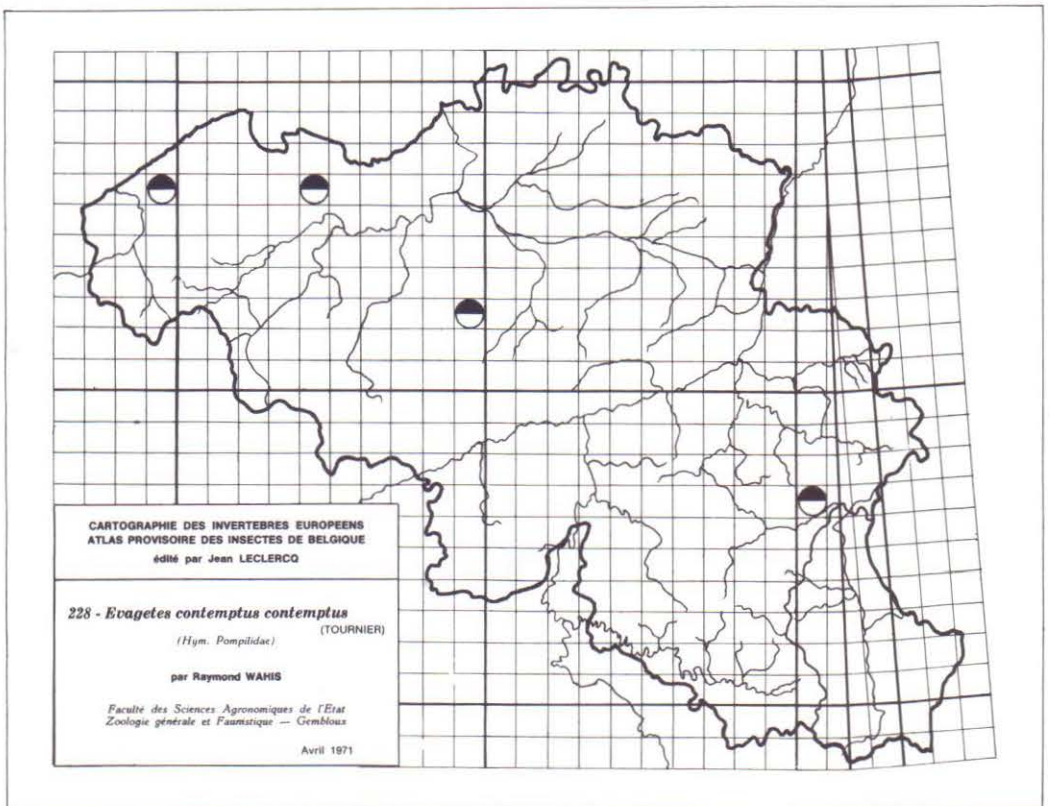 CARTOGRAPHIE DES INVERTEBRES EUROPEENS
ATLAS PROVISOIRE DES INSECTES DE BELGIQUE
édité par Jean LECLERCQ
228 - Evagetes contemptus contemptus
(TOURNIER)
(Hym. Pompilidae)
par Raymond WAHIS
Faculté des Sciences Agronomiques de l'Etat
Zoologie générale et Faunistique — Gembloux
Avril 1971